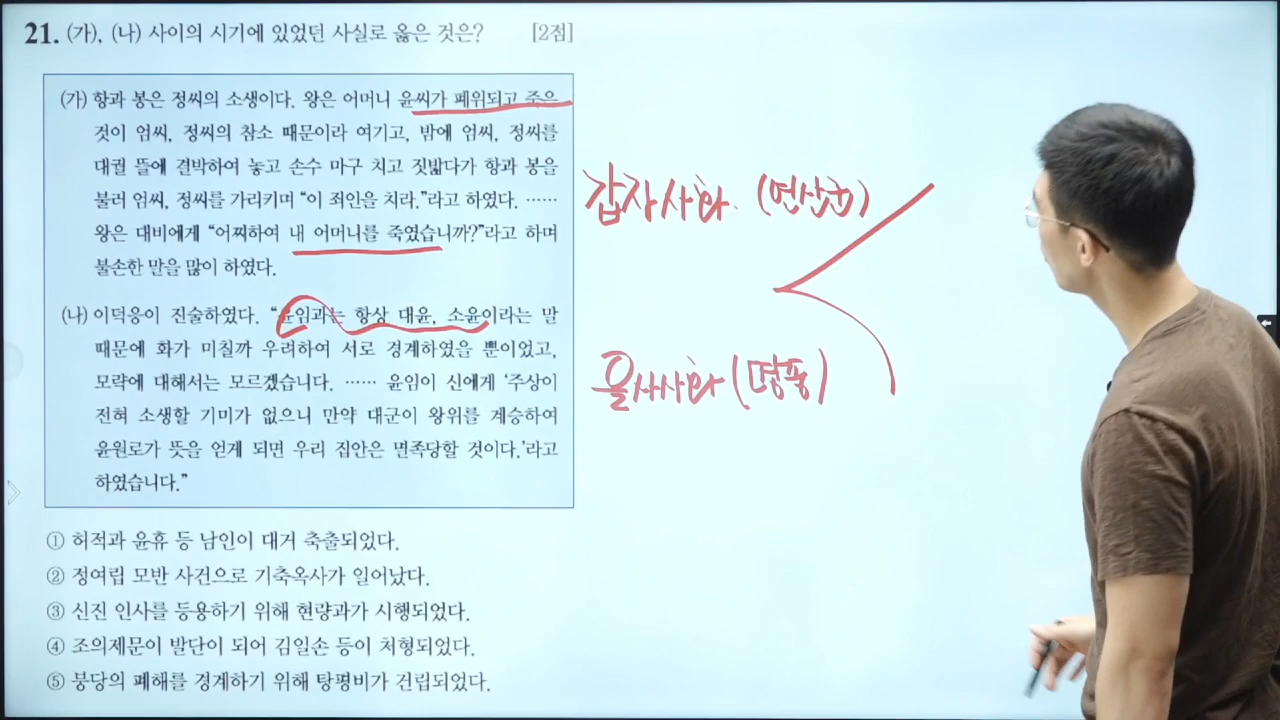 21. (가), (나) 사이의 시기에 있었던 사실로 옳은 것은? [2점]
(가) 항과 봉은 정씨의 소생이다. 왕은 어머니 윤씨가 폐위되고 죽은
것이 엄씨, 정씨의 참소 때문이라 여기고, 밤에 엄씨, 정씨를
대궐 뜰에 결박하여 놓고 손수 마구 치고 짓밟다가 항과 봉을
불러 엄씨, 정씨를 가리키며 “이 죄인을 치라.”라고 하였다. ……
왕은 대비에게 “어찌하여 내 어머니를 죽였습니까?”라고 하며
불손한 말을 많이 하였다.
(나) 이덕응이 진술하였다. “윤임과는 항상 대윤, 소윤이라는 말
때문에 화가 미칠까 우려하여 서로 경계하였을 뿐이었고,
모략에 대해서는 모르겠습니다. …… 윤임이 신에게 ‘주상이
전혀 소생할 기미가 없으니 만약 대군이 왕위를 계승하여
윤원로가 뜻을 얻게 되면 우리 집안은 멸족당할 것이다.’라고
하였습니다.”
갑자사화 (연산군)
을사사화 (명종)
① 허적과 윤휴 등 남인이 대거 축출되었다.
② 정여립 모반 사건으로 기축옥사가 일어났다.
③ 신진 인사를 등용하기 위해 현량과가 시행되었다.
④ 조의제문이 발단이 되어 김일손 등이 처형되었다.
⑤ 붕당의 폐해를 경계하기 위해 탕평비가 건립되었다.